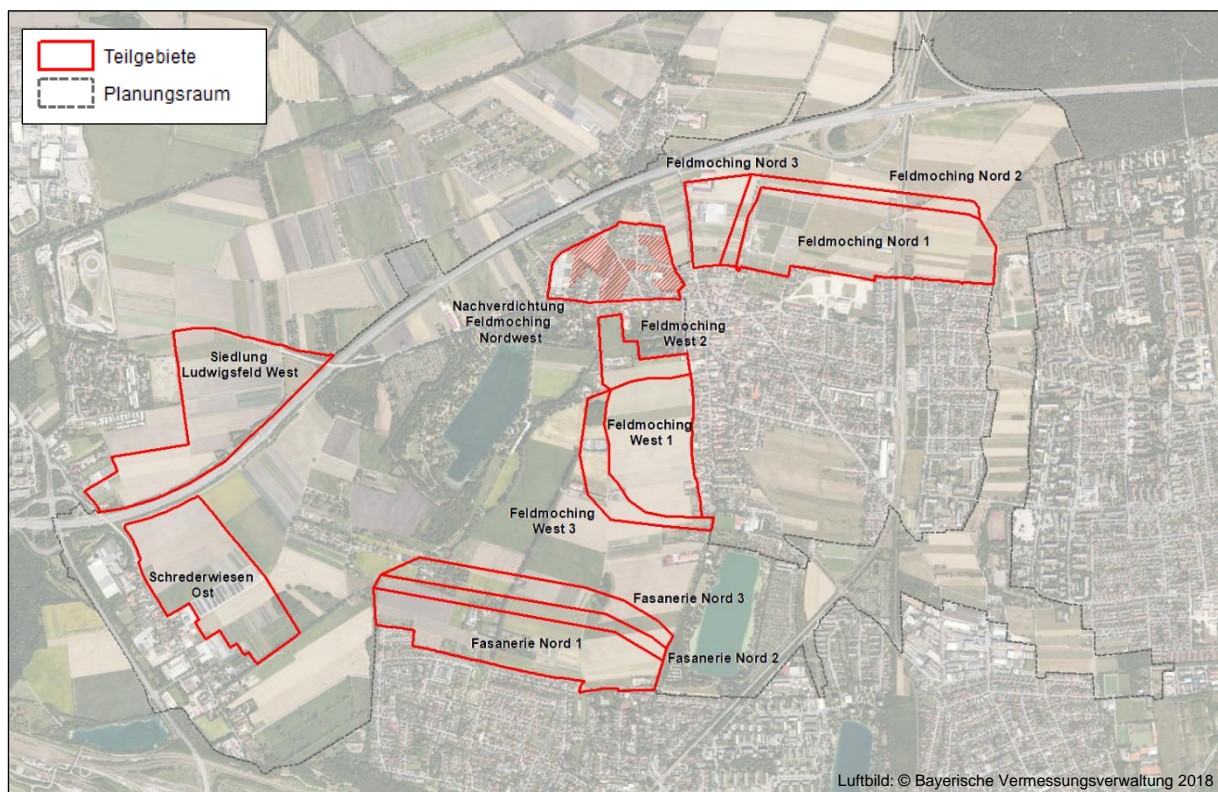 Teilgebiete
Planungsraum
Feldmoching Nord 3
Feldmoching Nord 2
Feldmoching Nord 1
Nachverdichtung
Feldmoching
Nordwest
Feldmoching
West 2
Siedlung
Ludwigsfeld West
Feldmoching
West 1
Feldmoching
West 3
Schrederwiesen
Ost
Fasanerie Nord 3
Fasanerie Nord 1
Fasanerie Nord 2
Luftbild: © Bayerische Vermessungsverwaltung 2018